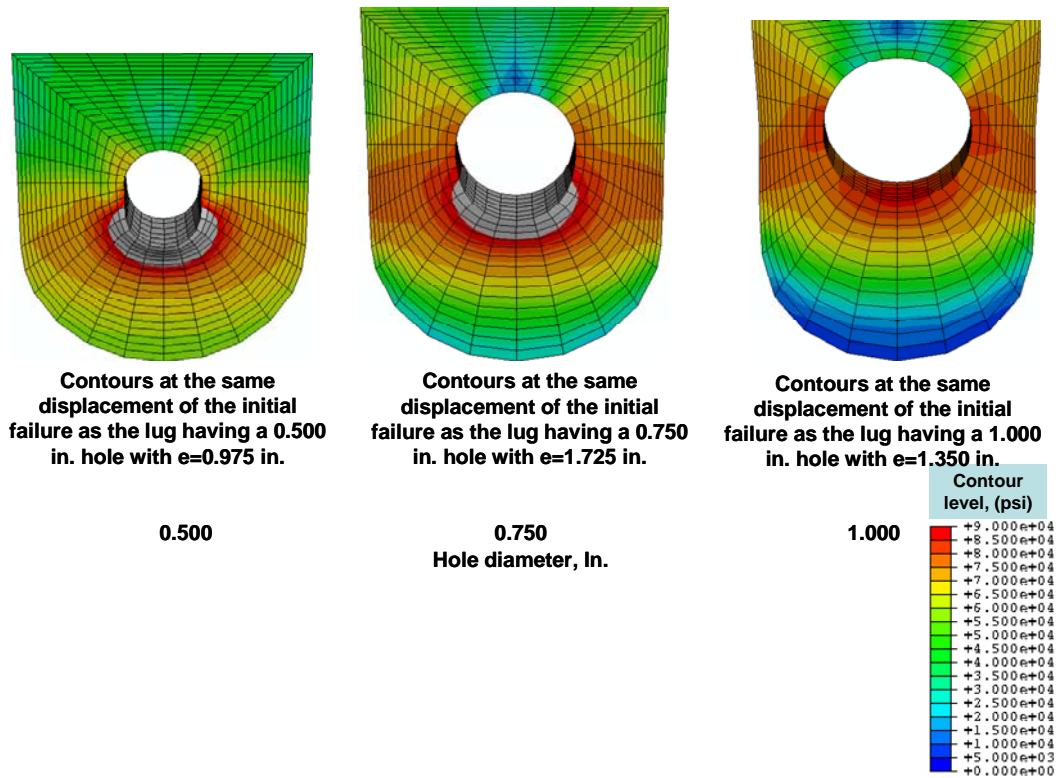 Contours at the same
displacement of the initial
failure as the lug having a 0.500
in. hole with e=0.975 in.
Contours at the same
displacement of the initial
failure as the lug having a 0.750
in. hole with e=1.725 in.
Contours at the same
displacement of the initial
failure as the lug having a 1.000
in. hole with e=1.350 in.
0.500
0.750
1.000
Hole diameter, In.
Contour
level, (psi)
+9.000e+04
+8.500e+04
+8.000e+04
+7.500e+04
+7.000e+04
+6.500e+04
+6.000e+04
+5.500e+04
+5.000e+04
+4.500e+04
+4.000e+04
+3.500e+04
+3.000e+04
+2.500e+04
+2.000e+04
+1.500e+04
+1.000e+04
+5.000e+03
+0.000e+00